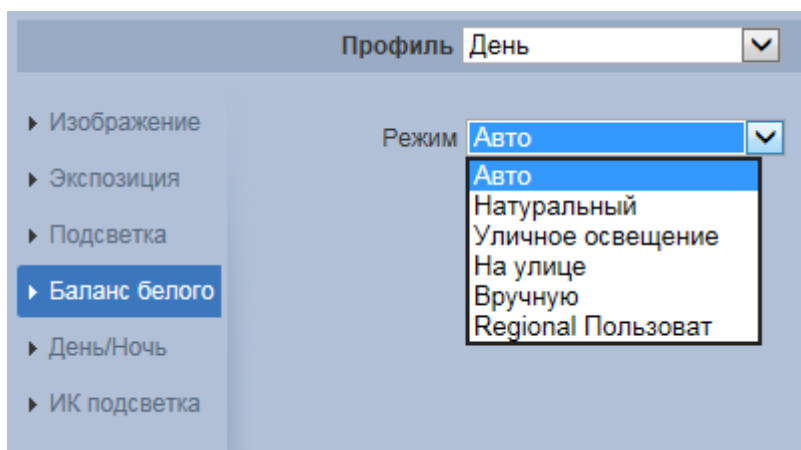 Профиль День
Изображение
Режим Авто
Экспозиция
Авто
Натуральный
Подсветка
Уличное освещение
На улице
Баланс белого
Вручную
Regional Пользоват
День/Ночь
ИК подсветка